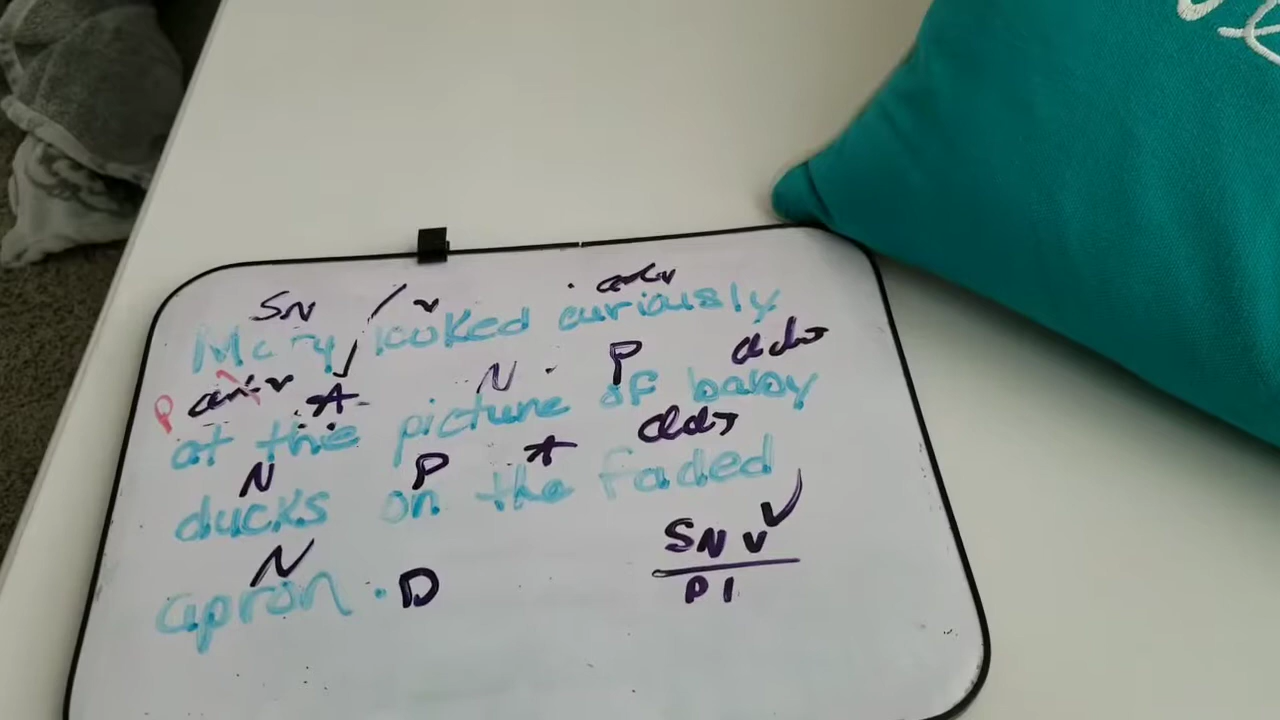 SN / v adv
Mary looked curiously
P adv A N P adj
at the picture of baby
N P A adj
ducks on the faded
N SN V
apron. D P1